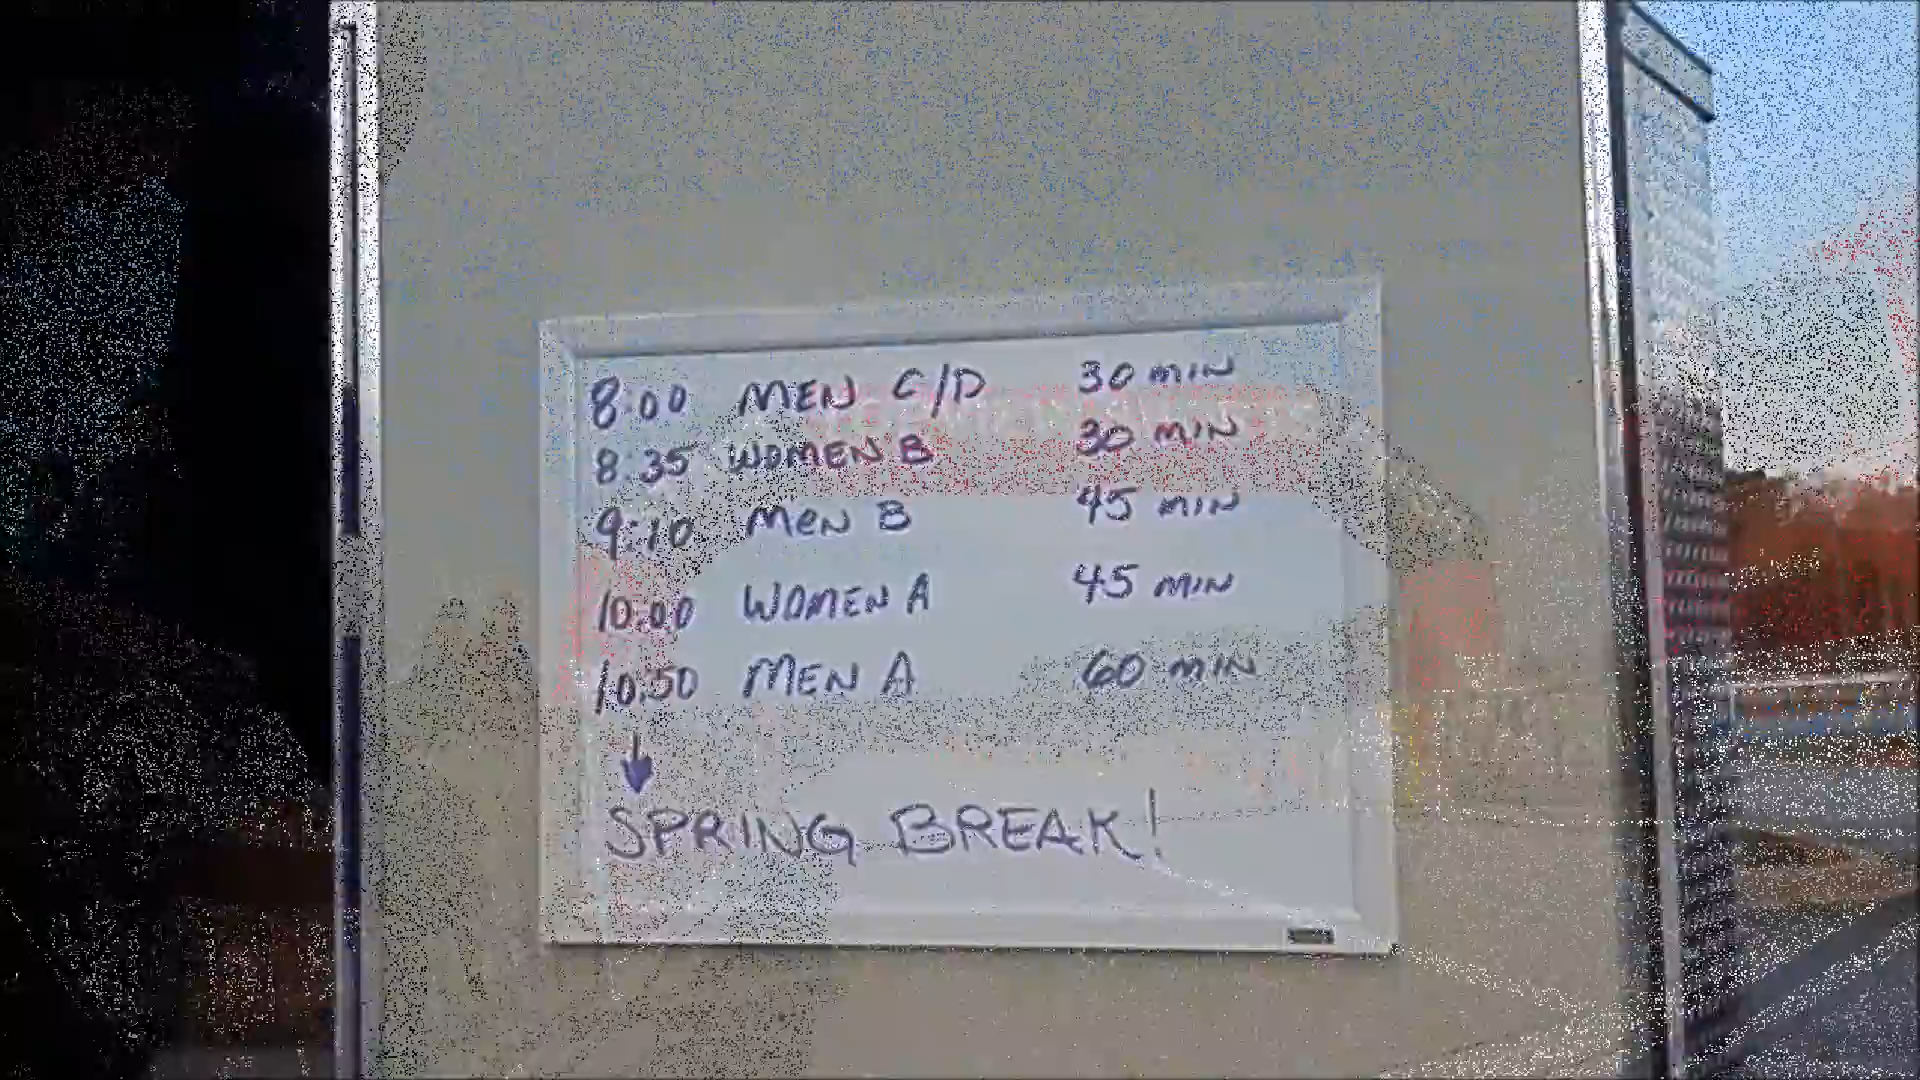 8:00 MEN C/D 30 MIN
8:35 WOMEN B 30 MIN
9:10 MEN B 45 MIN
10:00 WOMEN A 45 MIN
10:50 MEN A 60 MIN
↓
SPRING BREAK!